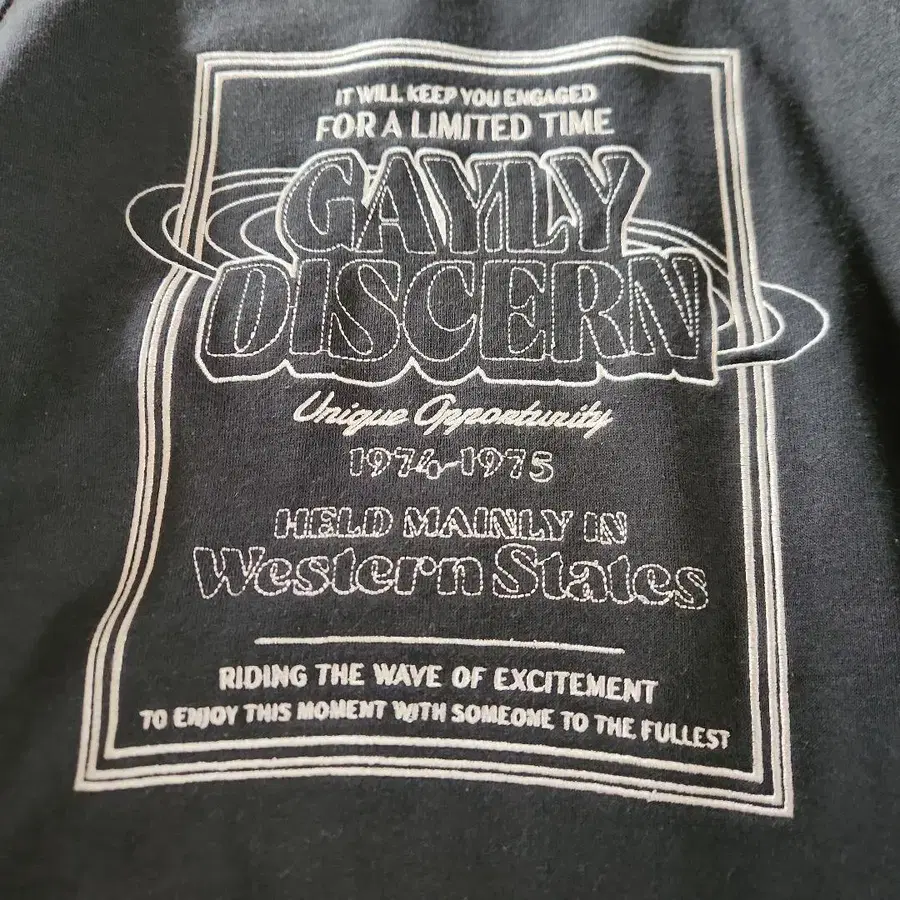 IT WILL KEEP YOU ENGAGED
FOR A LIMITED TIME
GAYLY
DISCERN
Unique Opportunity
1974-1975
HELD MAINLY IN
Western States
RIDING THE WAVE OF EXCITEMENT
TO ENJOY THIS MOMENT WITH SOMEONE TO THE FULLEST